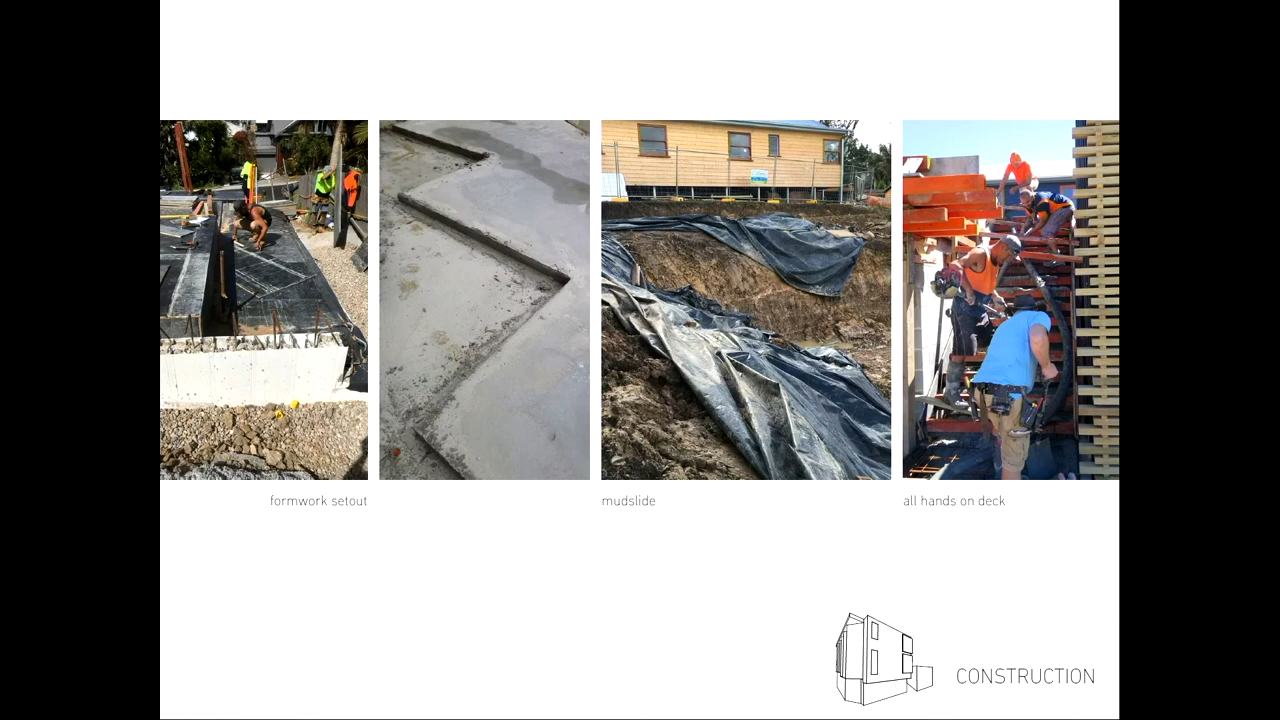 formwork setout
mudslide
all hands on deck
CONSTRUCTION